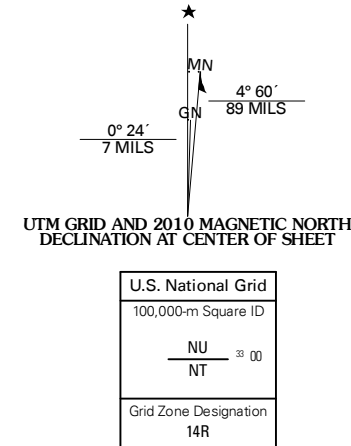 MN
4° 60´
GN
89 MILS
0° 24´
7 MILS
UTM GRID AND 2010 MAGNETIC NORTH
DECLINATION AT CENTER OF SHEET
U.S. National Grid
100,000-m Square ID
NU
33 00
NT
Grid Zone Designation
14R